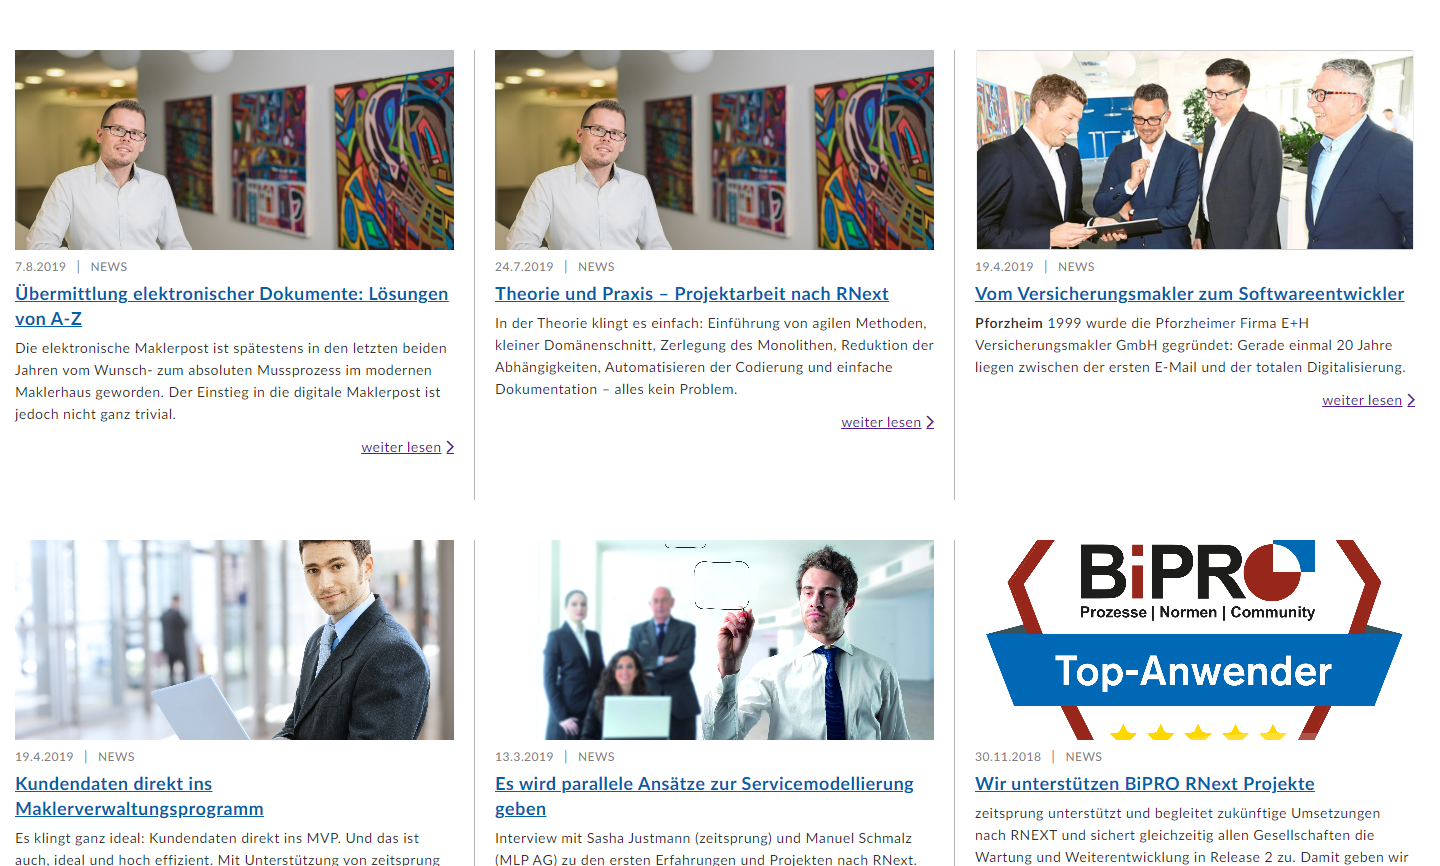 7.8.2019 | NEWS
Übermittlung elektronischer Dokumente: Lösungen
von A-Z
Die elektronische Maklerpost ist spätestens in den letzten beiden
Jahren vom Wunsch- zum absoluten Mussprozess im modernen
Maklerhaus geworden. Der Einstieg in die digitale Maklerpost ist
jedoch nicht ganz trivial.
weiter lesen
24.7.2019 | NEWS
Theorie und Praxis – Projektarbeit nach RNext
In der Theorie klingt es einfach: Einführung von agilen Methoden,
kleiner Domänenschnitt, Zerlegung des Monolithen, Reduktion der
Abhängigkeiten, Automatisieren der Codierung und einfache
Dokumentation – alles kein Problem.
weiter lesen
19.4.2019 | NEWS
Vom Versicherungsmakler zum Softwareentwickler
Pforzheim 1999 wurde die Pforzheimer Firma E+H
Versicherungsmakler GmbH gegründet: Gerade einmal 20 Jahre
liegen zwischen der ersten E-Mail und der totalen Digitalisierung.
weiter lesen
19.4.2019 | NEWS
Kundendaten direkt ins
Maklerverwaltungsprogramm
Es klingt ganz ideal: Kundendaten direkt ins MVP. Und das ist
auch, ideal und hoch effizient. Mit Unterstützung von zeitsprung
13.3.2019 | NEWS
Es wird parallele Ansätze zur Servicemodellierung
geben
Interview mit Sasha Justmann (zeitsprung) und Manuel Schmalz
(MLP AG) zu den ersten Erfahrungen und Projekten nach RNext.
BiPRO
Prozesse | Normen | Community
Top-Anwender
30.11.2018 | NEWS
Wir unterstützen BiPRO RNext Projekte
zeitsprung unterstützt und begleitet zukünftige Umsetzungen
nach RNEXT und sichert gleichzeitig allen Gesellschaften die
Wartung und Weiterentwicklung in Release 2 zu. Damit geben wir